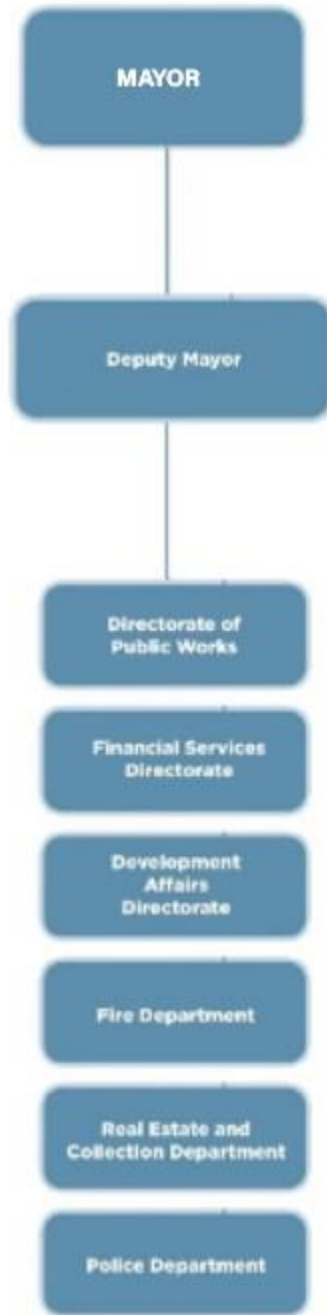 MAYOR
Deputy Mayor
Directorate of
Public Works
Financial Services
Directorate
Development
Affairs
Directorate
Fire Department
Real Estate and
Collection Department
Police Department